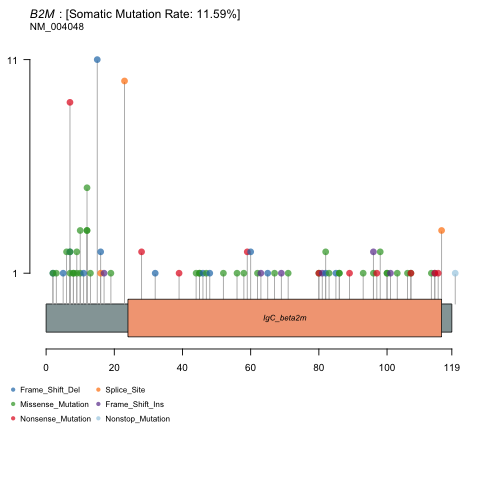 B2M : [Somatic Mutation Rate: 11.59%]
NM_004048
11
1
IgC_beta2m
0 20 40 60 80 100 119
Frame_Shift_Del Splice_Site
Missense_Mutation Frame_Shift_Ins
Nonsense_Mutation Nonstop_Mutation